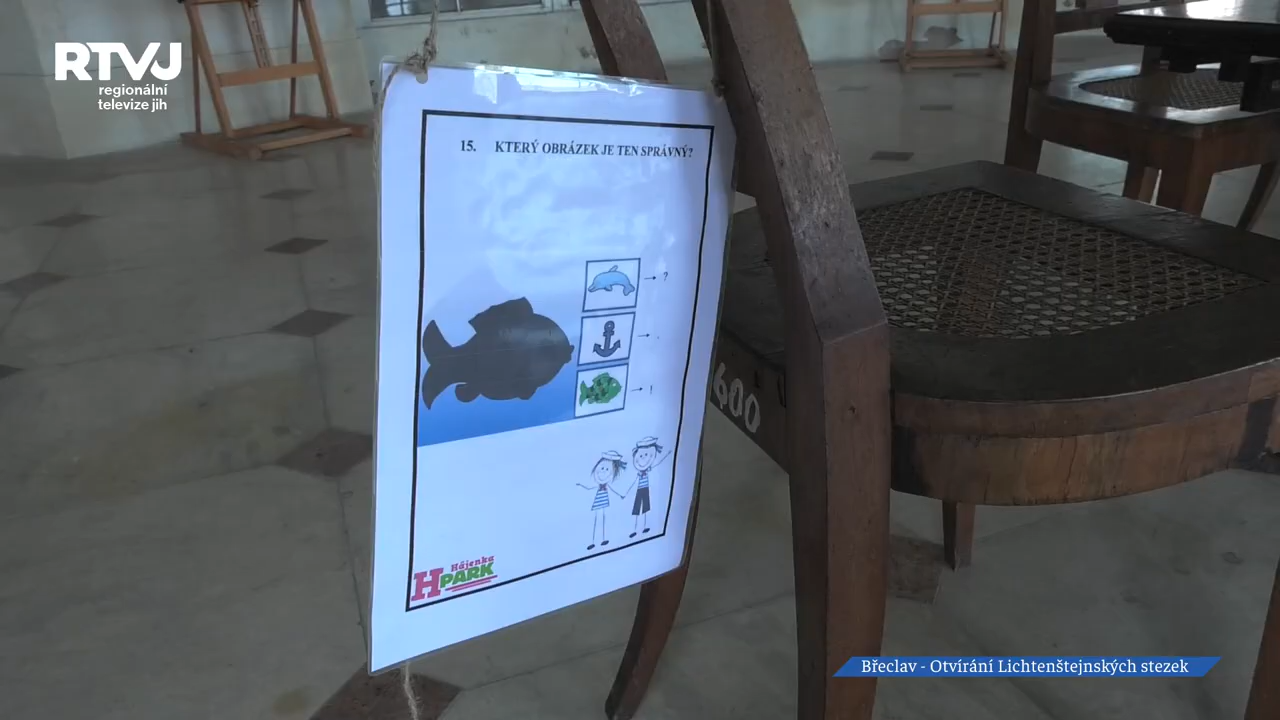 RTVJ
regionální
televize jih
15. KTERÝ OBRÁZEK JE TEN SPRÁVNÝ?
?
!
600
Hájenka
H PARK
Břeclav - Otvírání Lichtenštejnských stezek